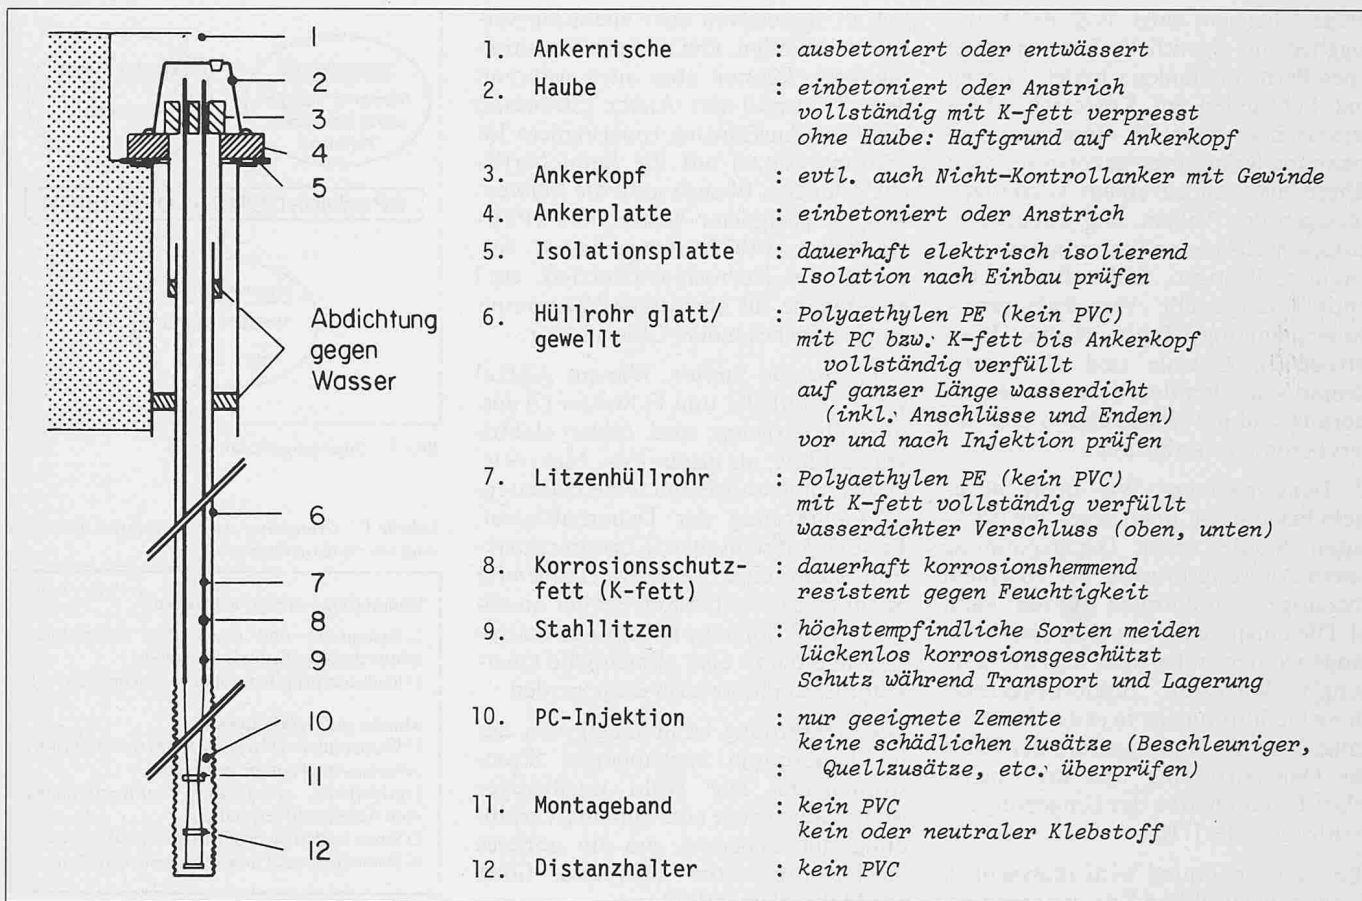 1
2
3
4
5
Abdichtung
gegen
Wasser
6
7
8
9
10
11
12
1. Ankernische : ausbetoniert oder entwässert
2. Haube : einbetoniert oder Anstrich
vollständig mit K-fett verpresst
ohne Haube: Haftgrund auf Ankerkopf
3. Ankerkopf : evtl. auch Nicht-Kontrollanker mit Gewinde
4. Ankerplatte : einbetoniert oder Anstrich
5. Isolationsplatte : dauerhaft elektrisch isolierend
Isolation nach Einbau prüfen
6. Hüllrohr glatt/ : Polyaethylen PE (kein PVC)
gewellt mit PC bzw. K-fett bis Ankerkopf
vollständig verfüllt
auf ganzer Länge wasserdicht
(inkl. Anschlüsse und Enden)
vor und nach Injektion prüfen
7. Litzenhüllrohr : Polyaethylen PE (kein PVC)
mit K-fett vollständig verfüllt
wasserdichter Verschluss (oben, unten)
8. Korrosionsschutz- : dauerhaft korrosionshemmend
fett (K-fett) resistent gegen Feuchtigkeit
9. Stahllitzen : höchstempfindliche Sorten meiden
lückenlos korrosionsgeschützt
Schutz während Transport und Lagerung
10. PC-Injektion : nur geeignete Zemente
keine schädlichen Zusätze (Beschleuniger,
: Quellzusätze, etc. überprüfen)
11. Montageband : kein PVC
kein oder neutraler Klebstoff
12. Distanzhalter : kein PVC